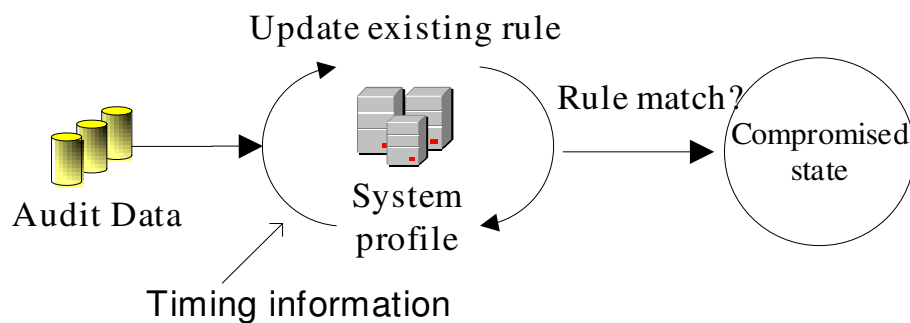 Update existing rule
Rule match?
Compromised
state
Audit Data
System
profile
Timing information